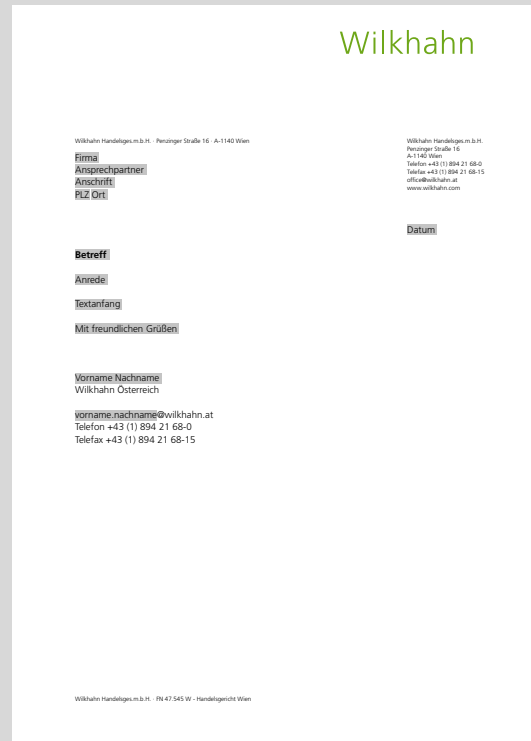 Wilkhahn
Wilkhahn Handelsges.m.b.H. · Penzinger Straße 16 · A-1140 Wien
Firma
Ansprechpartner
Anschrift
PLZ Ort
Wilkhahn Handelsges.m.b.H.
Penzinger Straße 16
A-1140 Wien
Telefon +43 (1) 894 21 68-0
Telefax +43 (1) 894 21 68-15
office@wilkhahn.at
www.wilkhahn.com
Datum
Betreff
Anrede
Textanfang
Mit freundlichen Grüßen
Vorname Nachname
Wilkhahn Österreich
vorname.nachname@wilkhahn.at
Telefon +43 (1) 894 21 68-0
Telefax +43 (1) 894 21 68-15
Wilkhahn Handelsges.m.b.H. · FN 47.545 W - Handelsgericht Wien